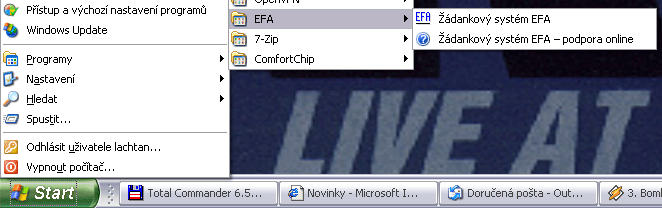 Přístup a výchozí nastavení programů
Windows Update
Programy
Nastavení
Hledat
Spustit...
Odhlásit uživatele lachtan...
Vypnout počítač...
EFA
7-Zip
ComfortChip
EFA Žádankový systém EFA
Žádankový systém EFA – podpora online
LIVE AT
Start
Total Commander 6.5...
Novinky - Microsoft I...
Doručená pošta - Out...
3. Bomb